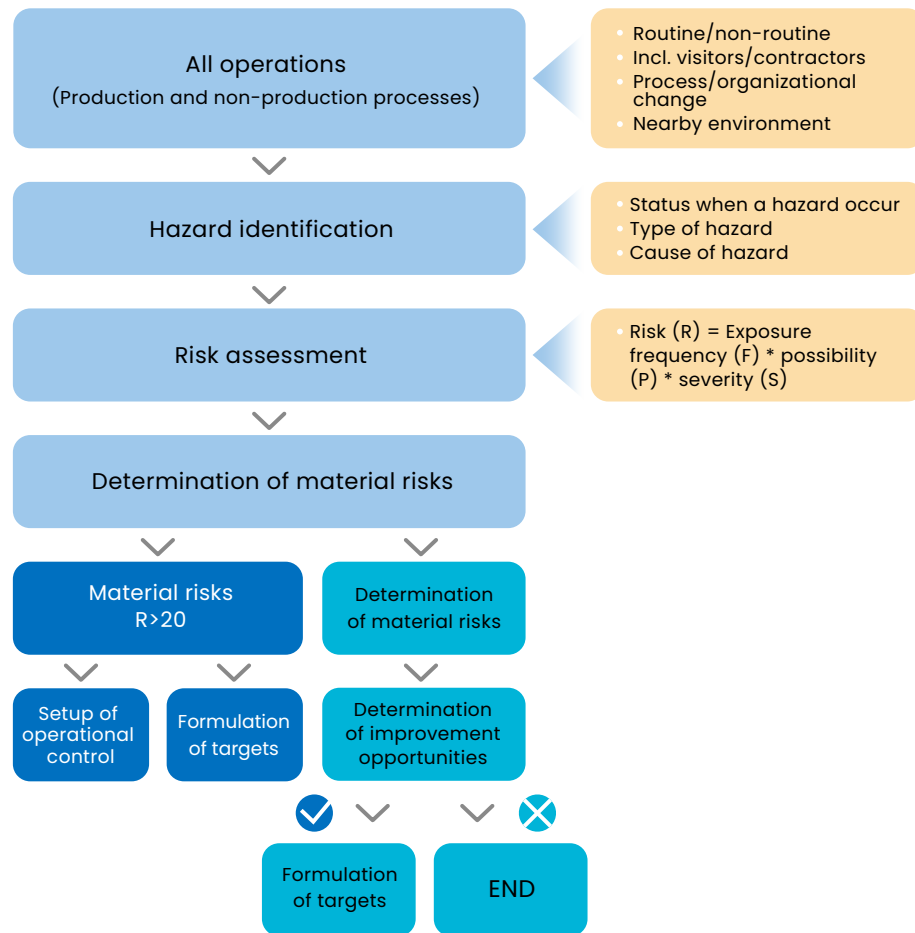 All operations
(Production and non-production processes)
• Routine/non-routine
• Incl. visitors/contractors
• Process/organizational
change
• Nearby environment
Hazard identification
• Status when a hazard occur
• Type of hazard
• Cause of hazard
Risk assessment
• Risk (R) = Exposure
frequency (F) * possibility
(P) * severity (S)
Determination of material risks
Material risks
R>20
Determination
of material risks
Setup of
operational
control
Formulation
of targets
Determination
of improvement
opportunities
Formulation
of targets
END